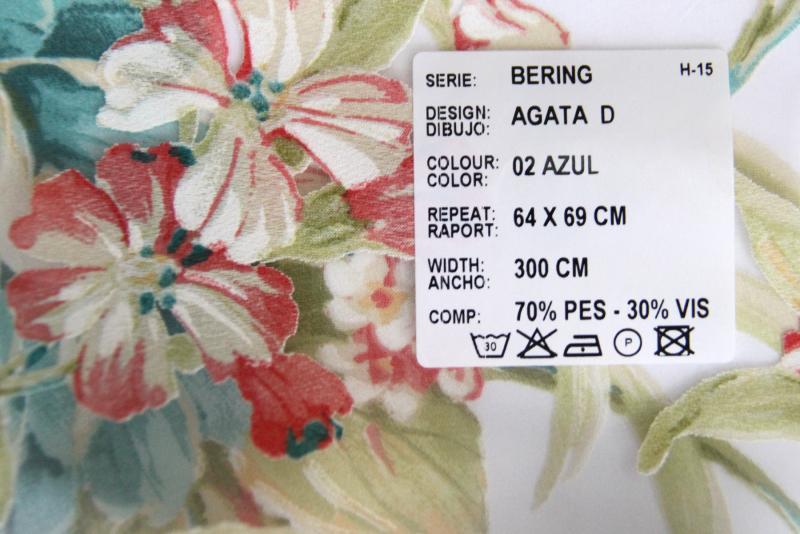 SERIE: BERING H-15
DESIGN: AGATA D
DIBUJO:
COLOUR: 02 AZUL
COLOR:
REPEAT: 64 X 69 CM
RAPORT:
WIDTH: 300 CM
ANCHO:
COMP: 70% PES - 30% VIS
30 P